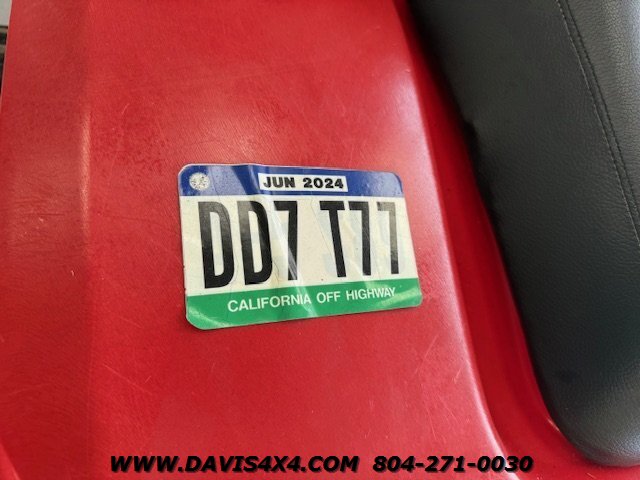 JUN 2024
DD7 T77
CALIFORNIA OFF HIGHWAY
WWW.DAVIS4X4.COM 804-271-0030